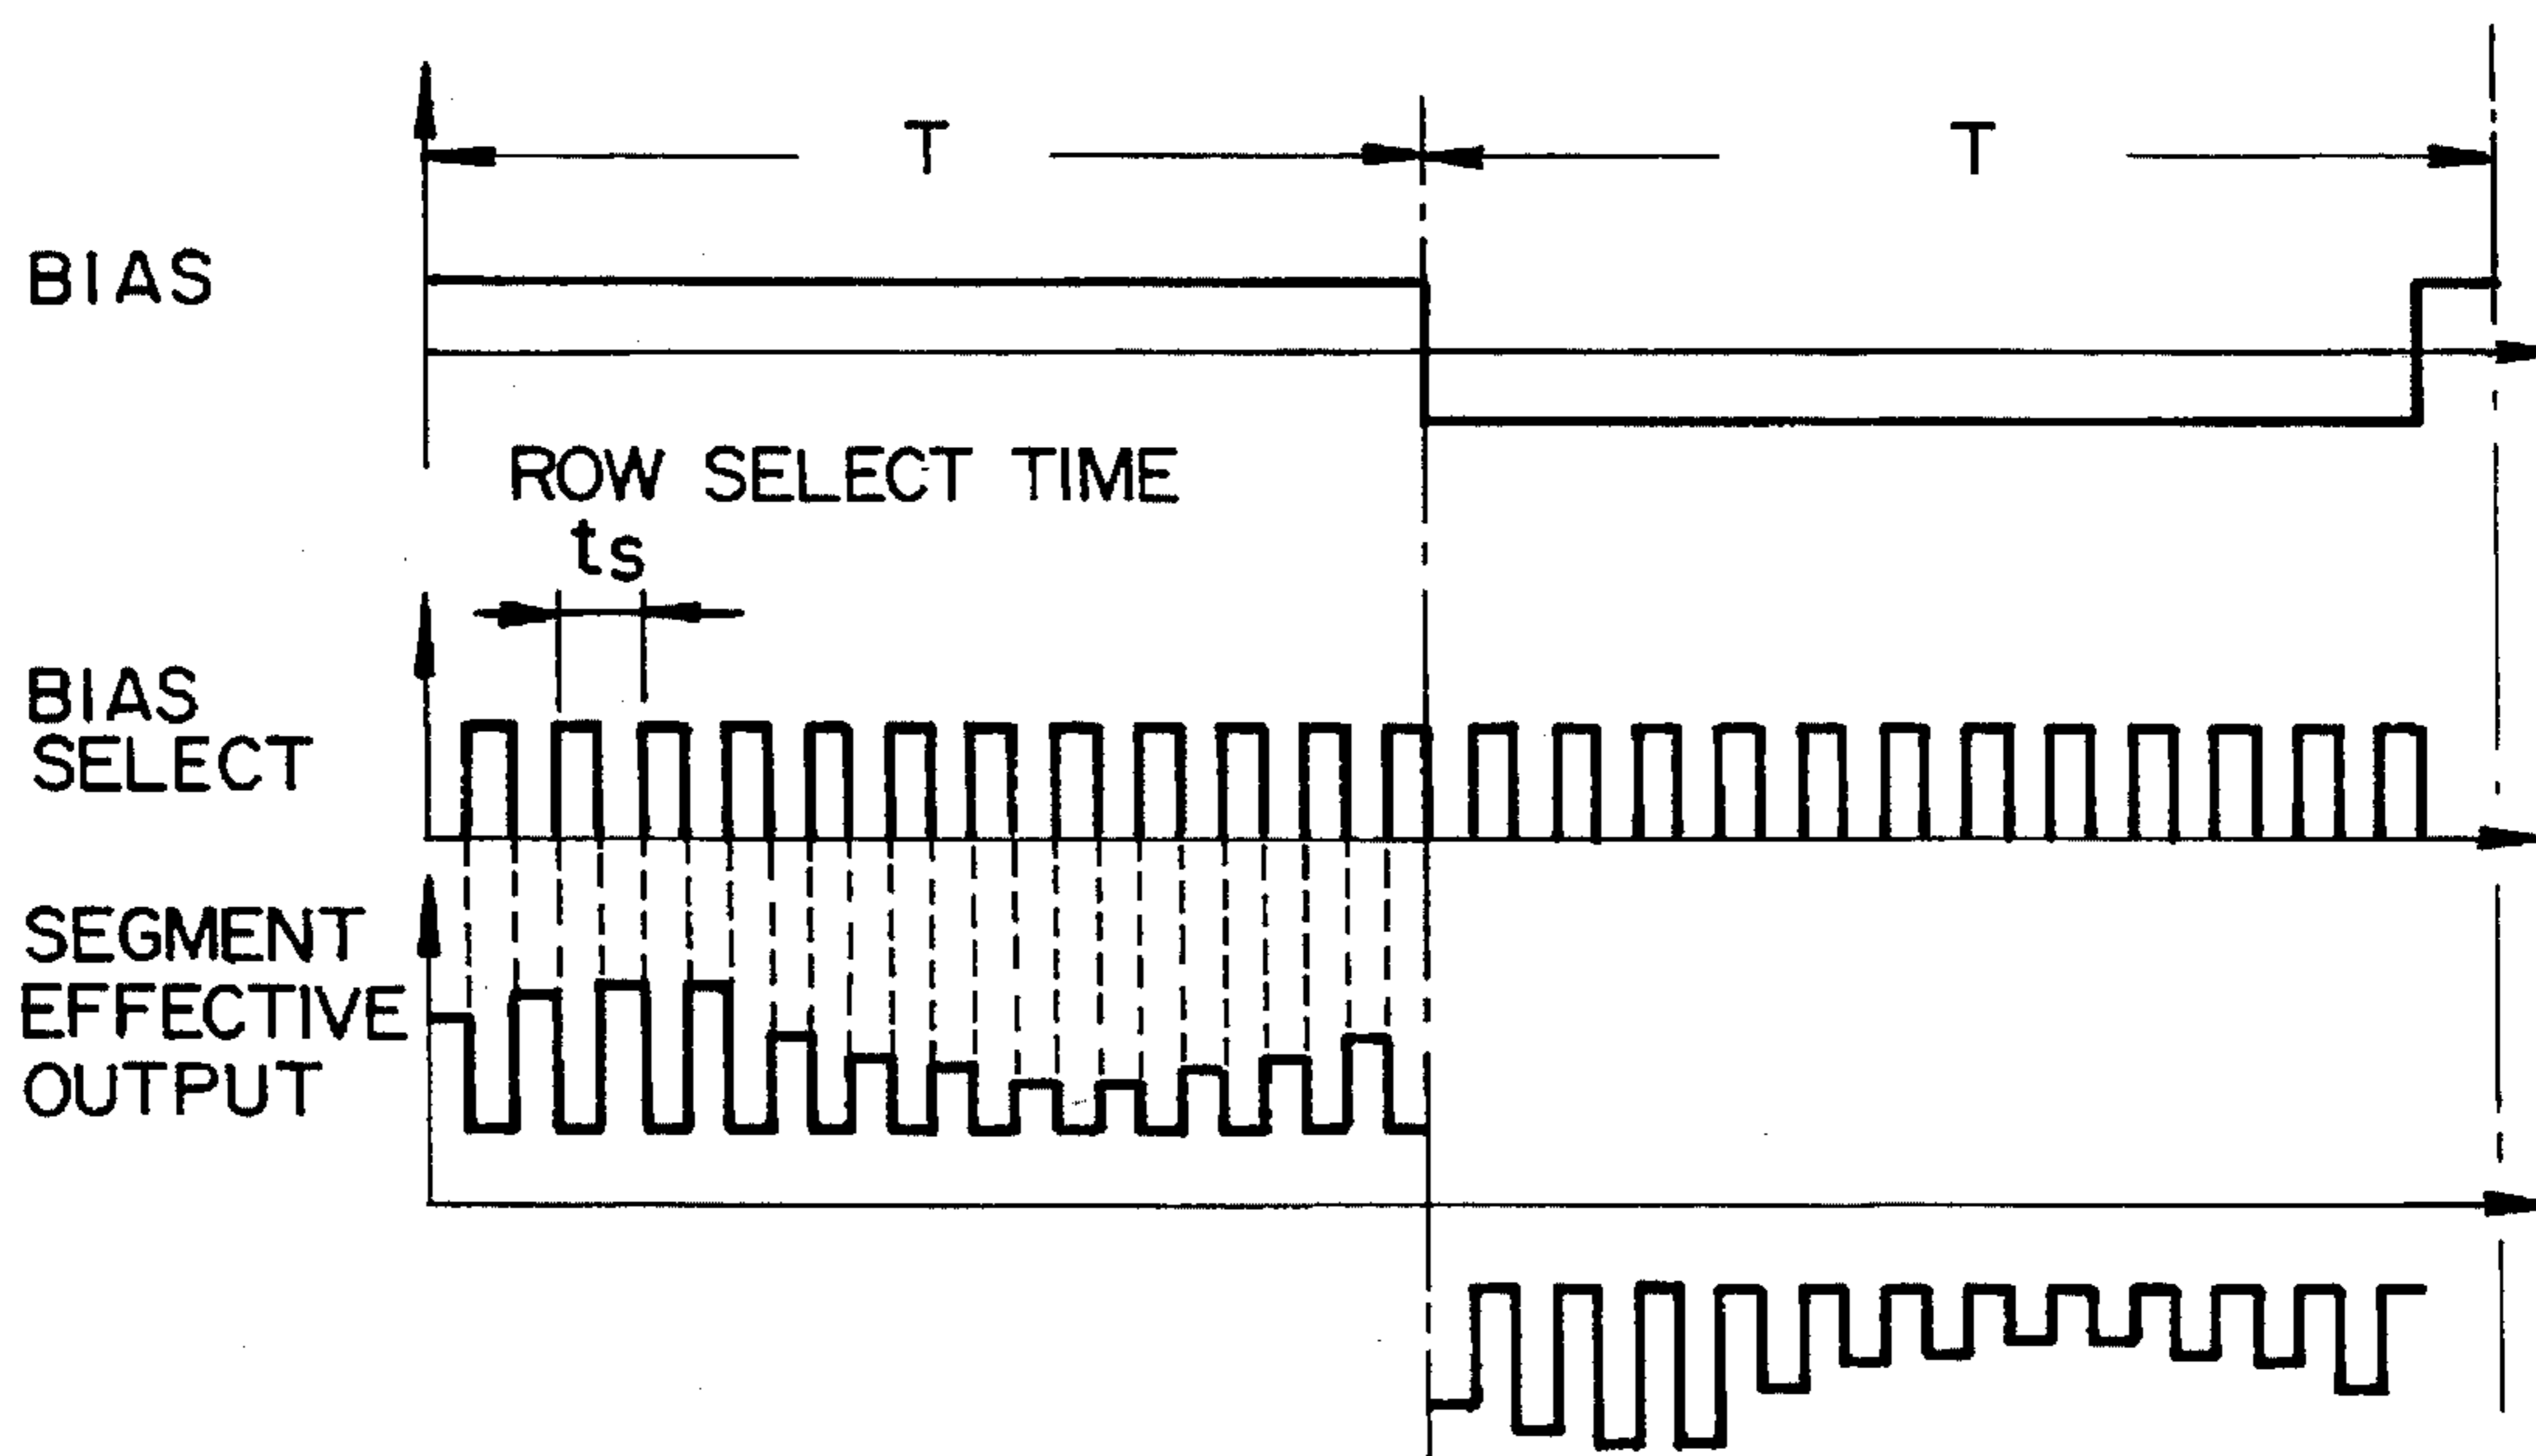 T
T
BIAS
ROW SELECT TIME
ts
BIAS
SELECT
SEGMENT
EFFECTIVE
OUTPUT